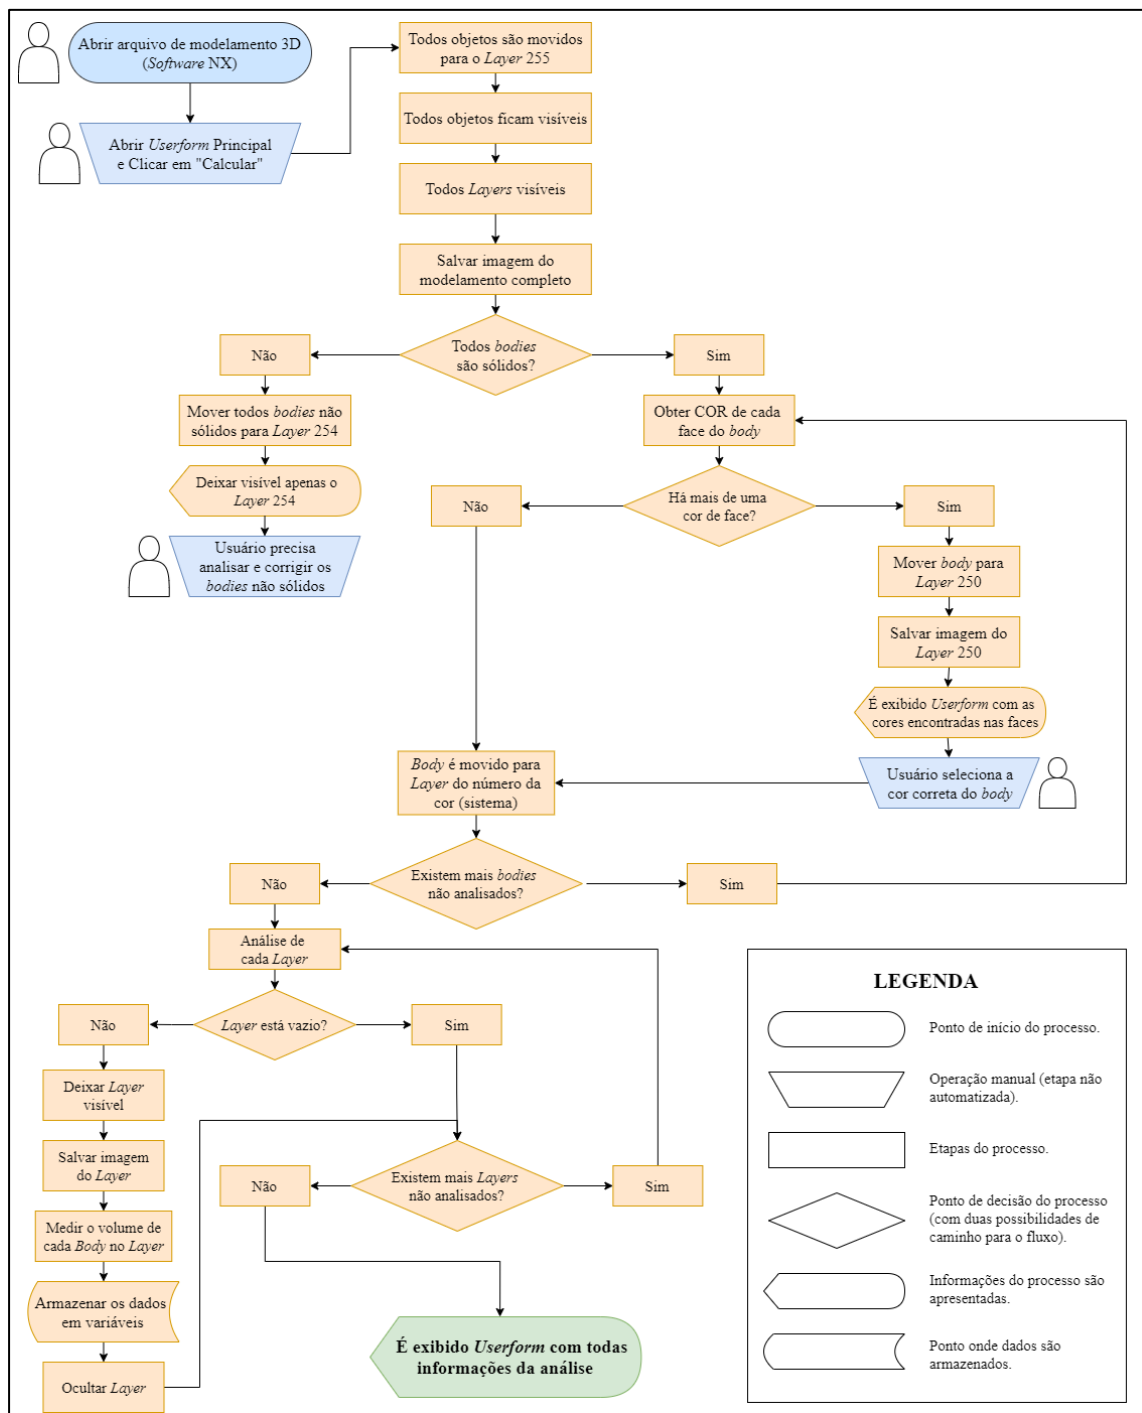 Abrir arquivo de modelamento 3D
(Software NX)
Abrir Userform Principal
e Clicar em "Calcular"
Todos objetos são movidos
para o Layer 255
Todos objetos ficam visíveis
Todos Layers visíveis
Salvar imagem do
modelamento completo
Todos bodies
são sólidos?
Não
Sim
Mover todos bodies não
sólidos para Layer 254
Deixar visível apenas o
Layer 254
Usuário precisa
analisar e corrigir os
bodies não sólidos
Obter COR de cada
face do body
Há mais de uma
cor de face?
Não
Sim
Mover body para
Layer 250
Salvar imagem do
Layer 250
É exibido Userform com as
cores encontradas nas faces
Usuário seleciona a
cor correta do body
Body é movido para
Layer do número da
cor (sistema)
Existem mais bodies
não analisados?
Não
Sim
Análise de
cada Layer
Layer está vazio?
Não
Sim
Deixar Layer
visível
Salvar imagem
do Layer
Medir o volume de
cada Body no Layer
Armazenar os dados
em variáveis
Ocultar Layer
Existem mais Layers
não analisados?
Não
Sim
É exibido Userform com todas
informações da análise
LEGENDA
Ponto de início do processo.
Operação manual (etapa não
automatizada).
Etapas do processo.
Ponto de decisão do processo
(com duas possibilidades de
caminho para o fluxo).
Informações do processo são
apresentadas.
Ponto onde dados são
armazenados.